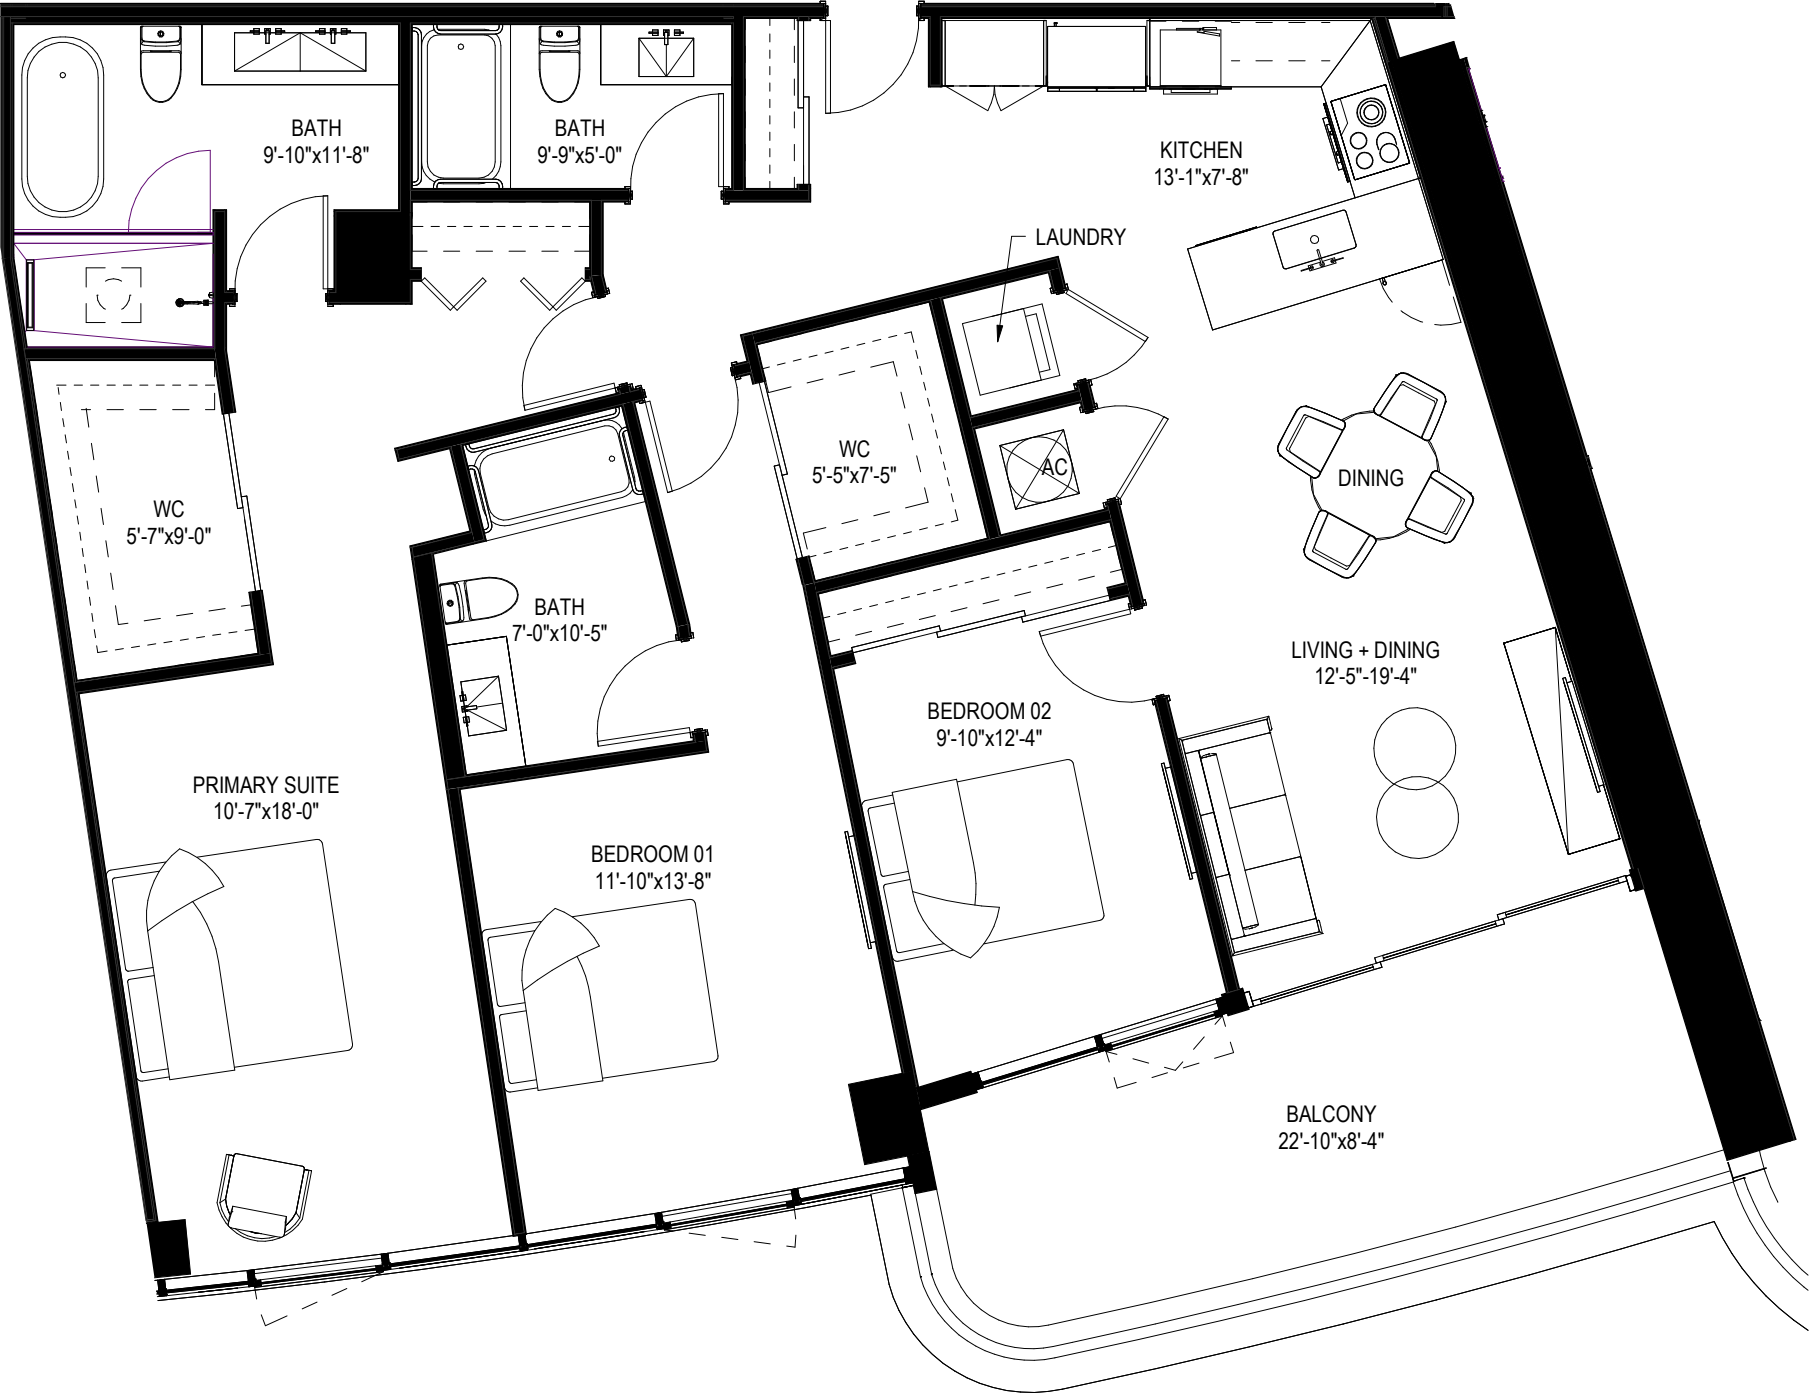 BATH
9'-10"x11'-8"
BATH
9'-9"x5'-0"
KITCHEN
13'-1"x7'-8"
LAUNDRY
WC
5'-7"x9'-0"
WC
5'-5"x7'-5"
AC
DINING
BATH
7'-0"x10'-5"
LIVING + DINING
12'-5"-19'-4"
BEDROOM 02
9'-10"x12'-4"
PRIMARY SUITE
10'-7"x18'-0"
BEDROOM 01
11'-10"x13'-8"
BALCONY
22'-10"x8'-4"